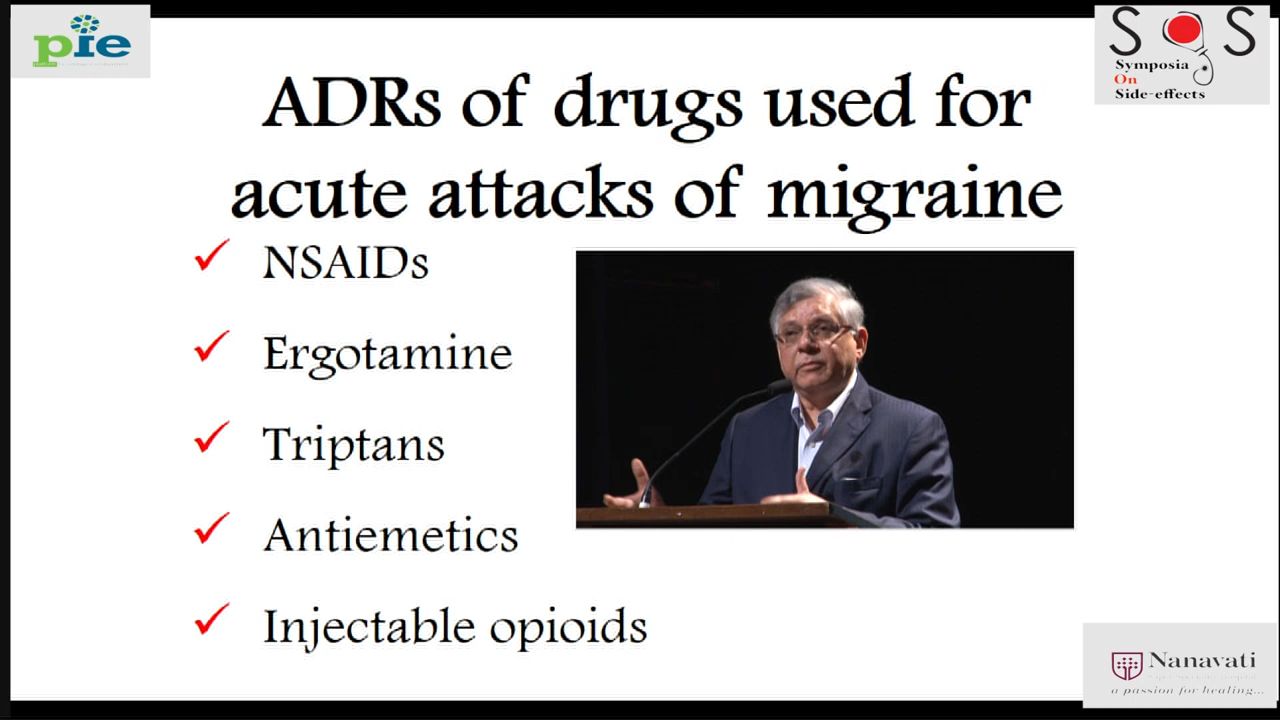 pie
SOS
Symposia
On
Side-effects
ADRs of drugs used for
acute attacks of migraine
NSAIDs
Ergotamine
Triptans
Antiemetics
Injectable opioids
Nanavati
a passion for healing...